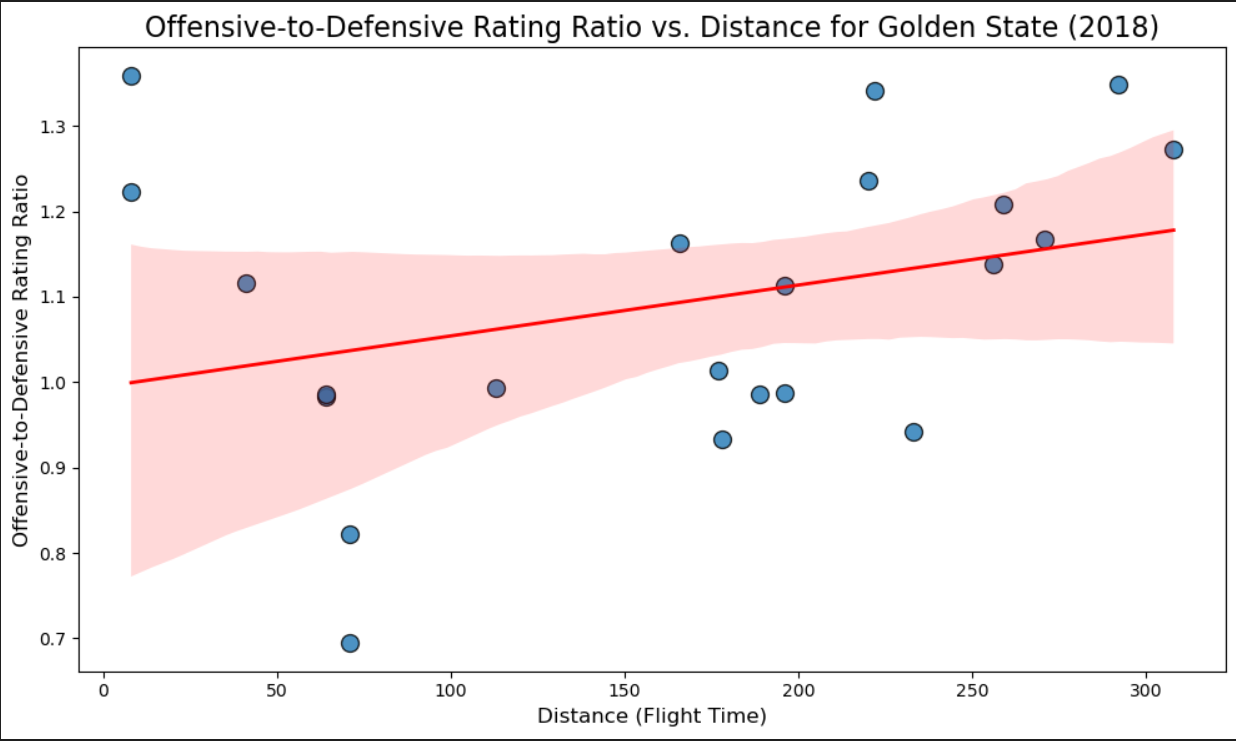 Offensive-to-Defensive Rating Ratio vs. Distance for Golden State (2018)
Offensive-to-Defensive Rating Ratio
1.3
1.2
1.1
1.0
0.9
0.8
0.7
0 50 100 150 200 250 300
Distance (Flight Time)